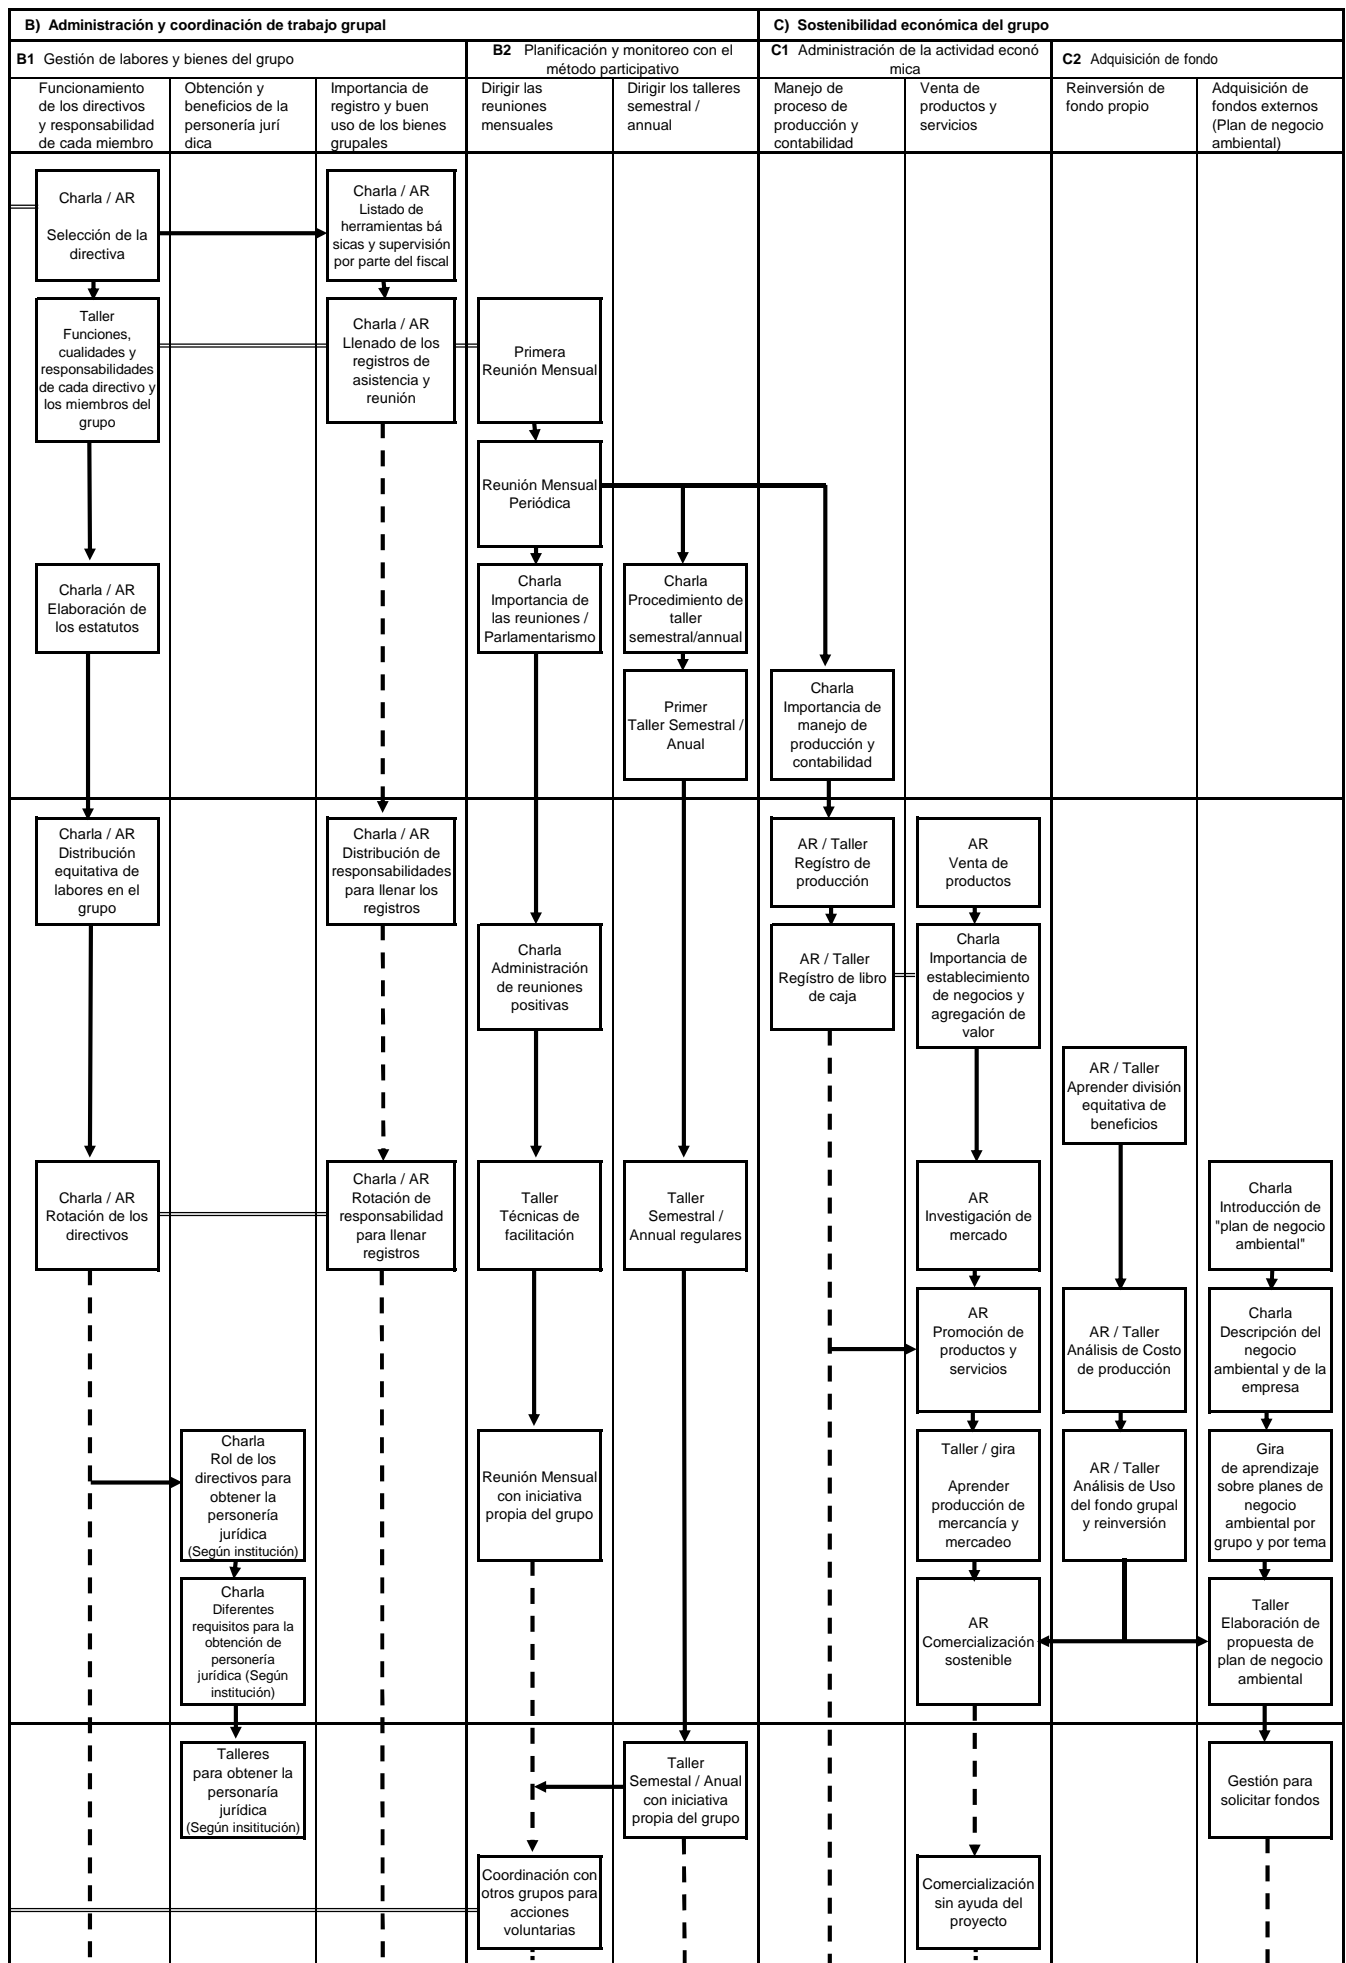 B) Administración y coordinación de trabajo grupal
C) Sostenibilidad económica del grupo
B1 Gestión de labores y bienes del grupo
B2 Planificación y monitoreo con el
método participativo
C1 Administración de la actividad econó
mica
C2 Adquisición de fondo
Funcionamiento
de los directivos
y responsabilidad
de cada miembro
Obtención y
beneficios de la
personería jurí
dica
Importancia de
registro y buen
uso de los bienes
grupales
Dirigir las
reuniones
mensuales
Dirigir los talleres
semestral /
annual
Manejo de
proceso de
producción y
contabilidad
Venta de
productos y
servicios
Reinversión de
fondo propio
Adquisición de
fondos externos
(Plan de negocio
ambiental)
Charla / AR
Selección de la
directiva
Charla / AR
Listado de
herramientas bá
sicas y supervisión
por parte del fiscal
Taller
Funciones,
cualidades y
responsabilidades
de cada directivo y
los miembros del
grupo
Charla / AR
Llenado de los
registros de
asistencia y
reunión
Primera
Reunión Mensual
Reunión Mensual
Periódica
Charla / AR
Elaboración de
los estatutos
Charla
Importancia de
las reuniones /
Parlamentarismo
Charla
Procedimiento de
taller
semestral/annual
Primer
Taller Semestral /
Anual
Charla
Importancia de
manejo de
producción y
contabilidad
Charla / AR
Distribución
equitativa de
labores en el
grupo
Charla / AR
Distribución de
responsabilidades
para llenar los
registros
AR / Taller
Regístro de
producción
AR
Venta de
productos
Charla
Administración
de reuniones
positivas
AR / Taller
Regístro de libro
de caja
Charla
Importancia de
establecimiento
de negocios y
agregación de
valor
AR / Taller
Aprender división
equitativa de
beneficios
Charla / AR
Rotación de los
directivos
Charla / AR
Rotación de
responsabilidad
para llenar
registros
Taller
Técnicas de
facilitación
Taller
Semestral /
Annual regulares
AR
Investigación de
mercado
Charla
Introducción de
"plan de negocio
ambiental"
AR
Promoción de
productos y
servicios
AR / Taller
Análisis de Costo
de producción
Charla
Descripción del
negocio
ambiental y de la
empresa
Charla
Rol de los
directivos para
obtener la
personería
jurídica
(Según institución)
Reunión Mensual
con iniciativa
propia del grupo
Taller / gira
Aprender
producción de
mercancía y
mercadeo
AR / Taller
Análisis de Uso
del fondo grupal
y reinversión
Gira
de aprendizaje
sobre planes de
negocio
ambiental por
grupo y por tema
Charla
Diferentes
requisitos para la
obtención de
personería
jurídica (Según
institución)
AR
Comercialización
sostenible
Taller
Elaboración de
propuesta de
plan de negocio
ambiental
Talleres
para obtener la
personaría
jurídica
(Según insititución)
Taller
Semestal / Anual
con iniciativa
propia del grupo
Gestión para
solicitar fondos
Coordinación con
otros grupos para
acciones
voluntarias
Comercialización
sin ayuda del
proyecto